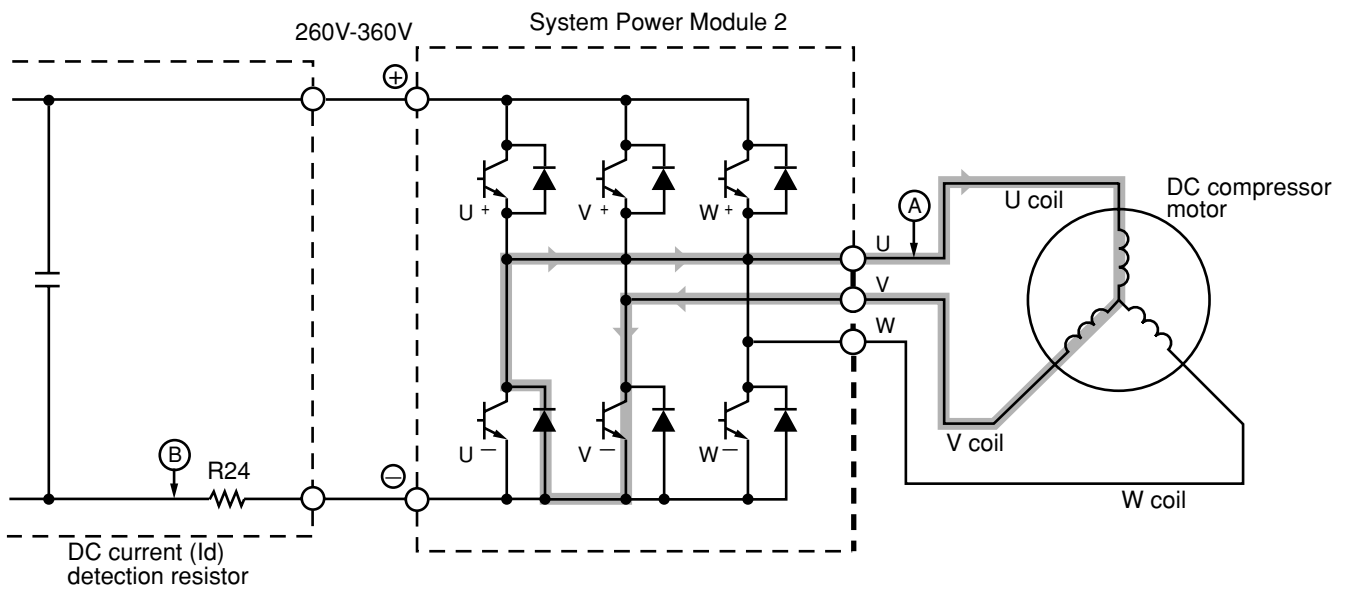 System Power Module 2
260V-360V
+
U +
V +
W +
A
U coil
DC compressor
motor
U
V
W
B
R24
−
U −
V −
W −
V coil
W coil
DC current (Id)
detection resistor